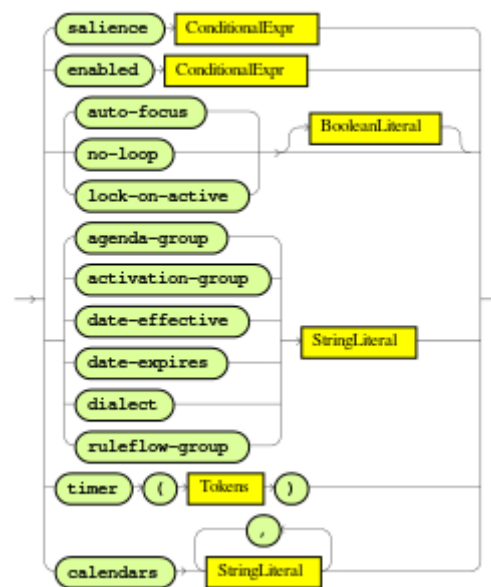 salience ConditionalExpr
enabled ConditionalExpr
auto-focus
BooleanLiteral
no-loop
lock-on-active
agenda-group
activation-group
date-effective
StringLiteral
date-expires
dialect
ruleflow-group
timer ( Tokens )
,
calendars StringLiteral